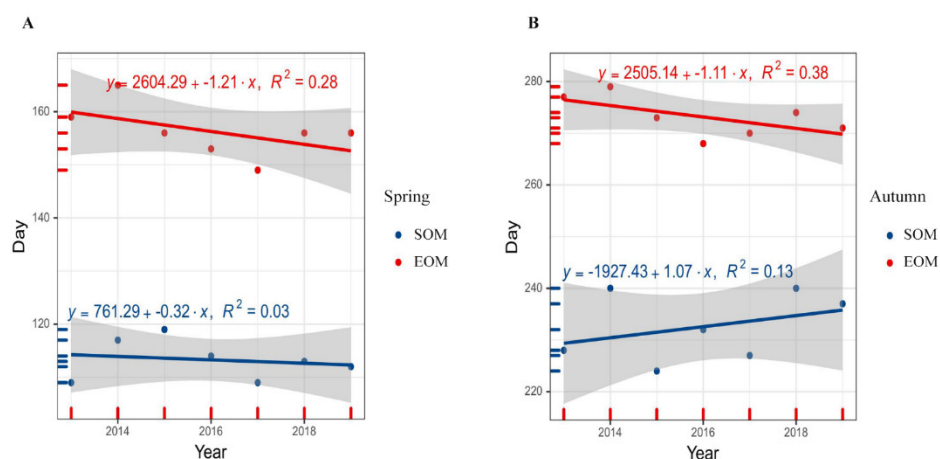 A
y = 2604.29 + -1.21 · x, R² = 0.28
160
140
120
y = 761.29 + -0.32 · x, R² = 0.03
Day
2014 2016 2018
Year
Spring
SOM
EOM
B
y = 2505.14 + -1.11 · x, R² = 0.38
280
260
240
220
y = -1927.43 + 1.07 · x, R² = 0.13
Day
2014 2016 2018
Year
Autumn
SOM
EOM